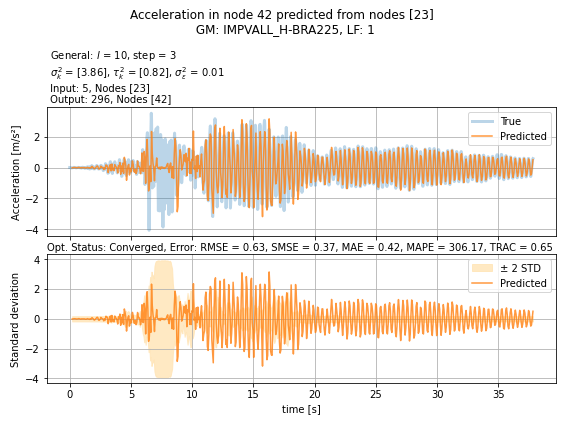 Acceleration in node 42 predicted from nodes [23]
GM: IMPVALL_H-BRA225, LF: 1
General: l = 10, step = 3
σ²ₖ = [3.86], τ²ₖ = [0.82], σ²ε = 0.01
Input: 5, Nodes [23]
Output: 296, Nodes [42]
Acceleration [m/s²]
2
0
−2
−4
True
Predicted
Opt. Status: Converged, Error: RMSE = 0.63, SMSE = 0.37, MAE = 0.42, MAPE = 306.17, TRAC = 0.65
Standard deviation
4
2
0
−2
−4
± 2 STD
Predicted
0 5 10 15 20 25 30 35
time [s]